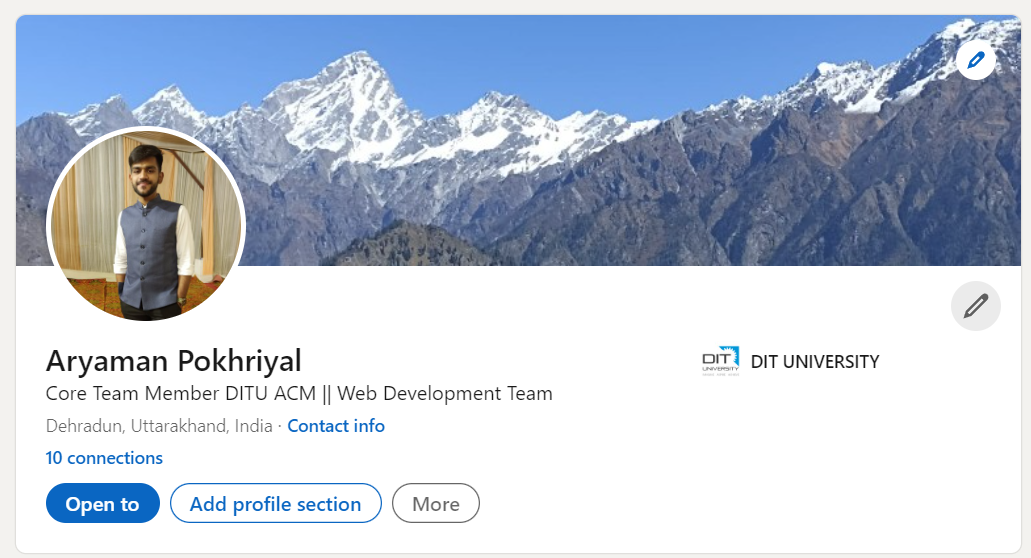 Aryaman Pokhriyal
DIT UNIVERSITY
DIT
UNIVERSITY
Core Team Member DITU ACM || Web Development Team
Dehradun, Uttarakhand, India · Contact info
10 connections
Open to
Add profile section
More